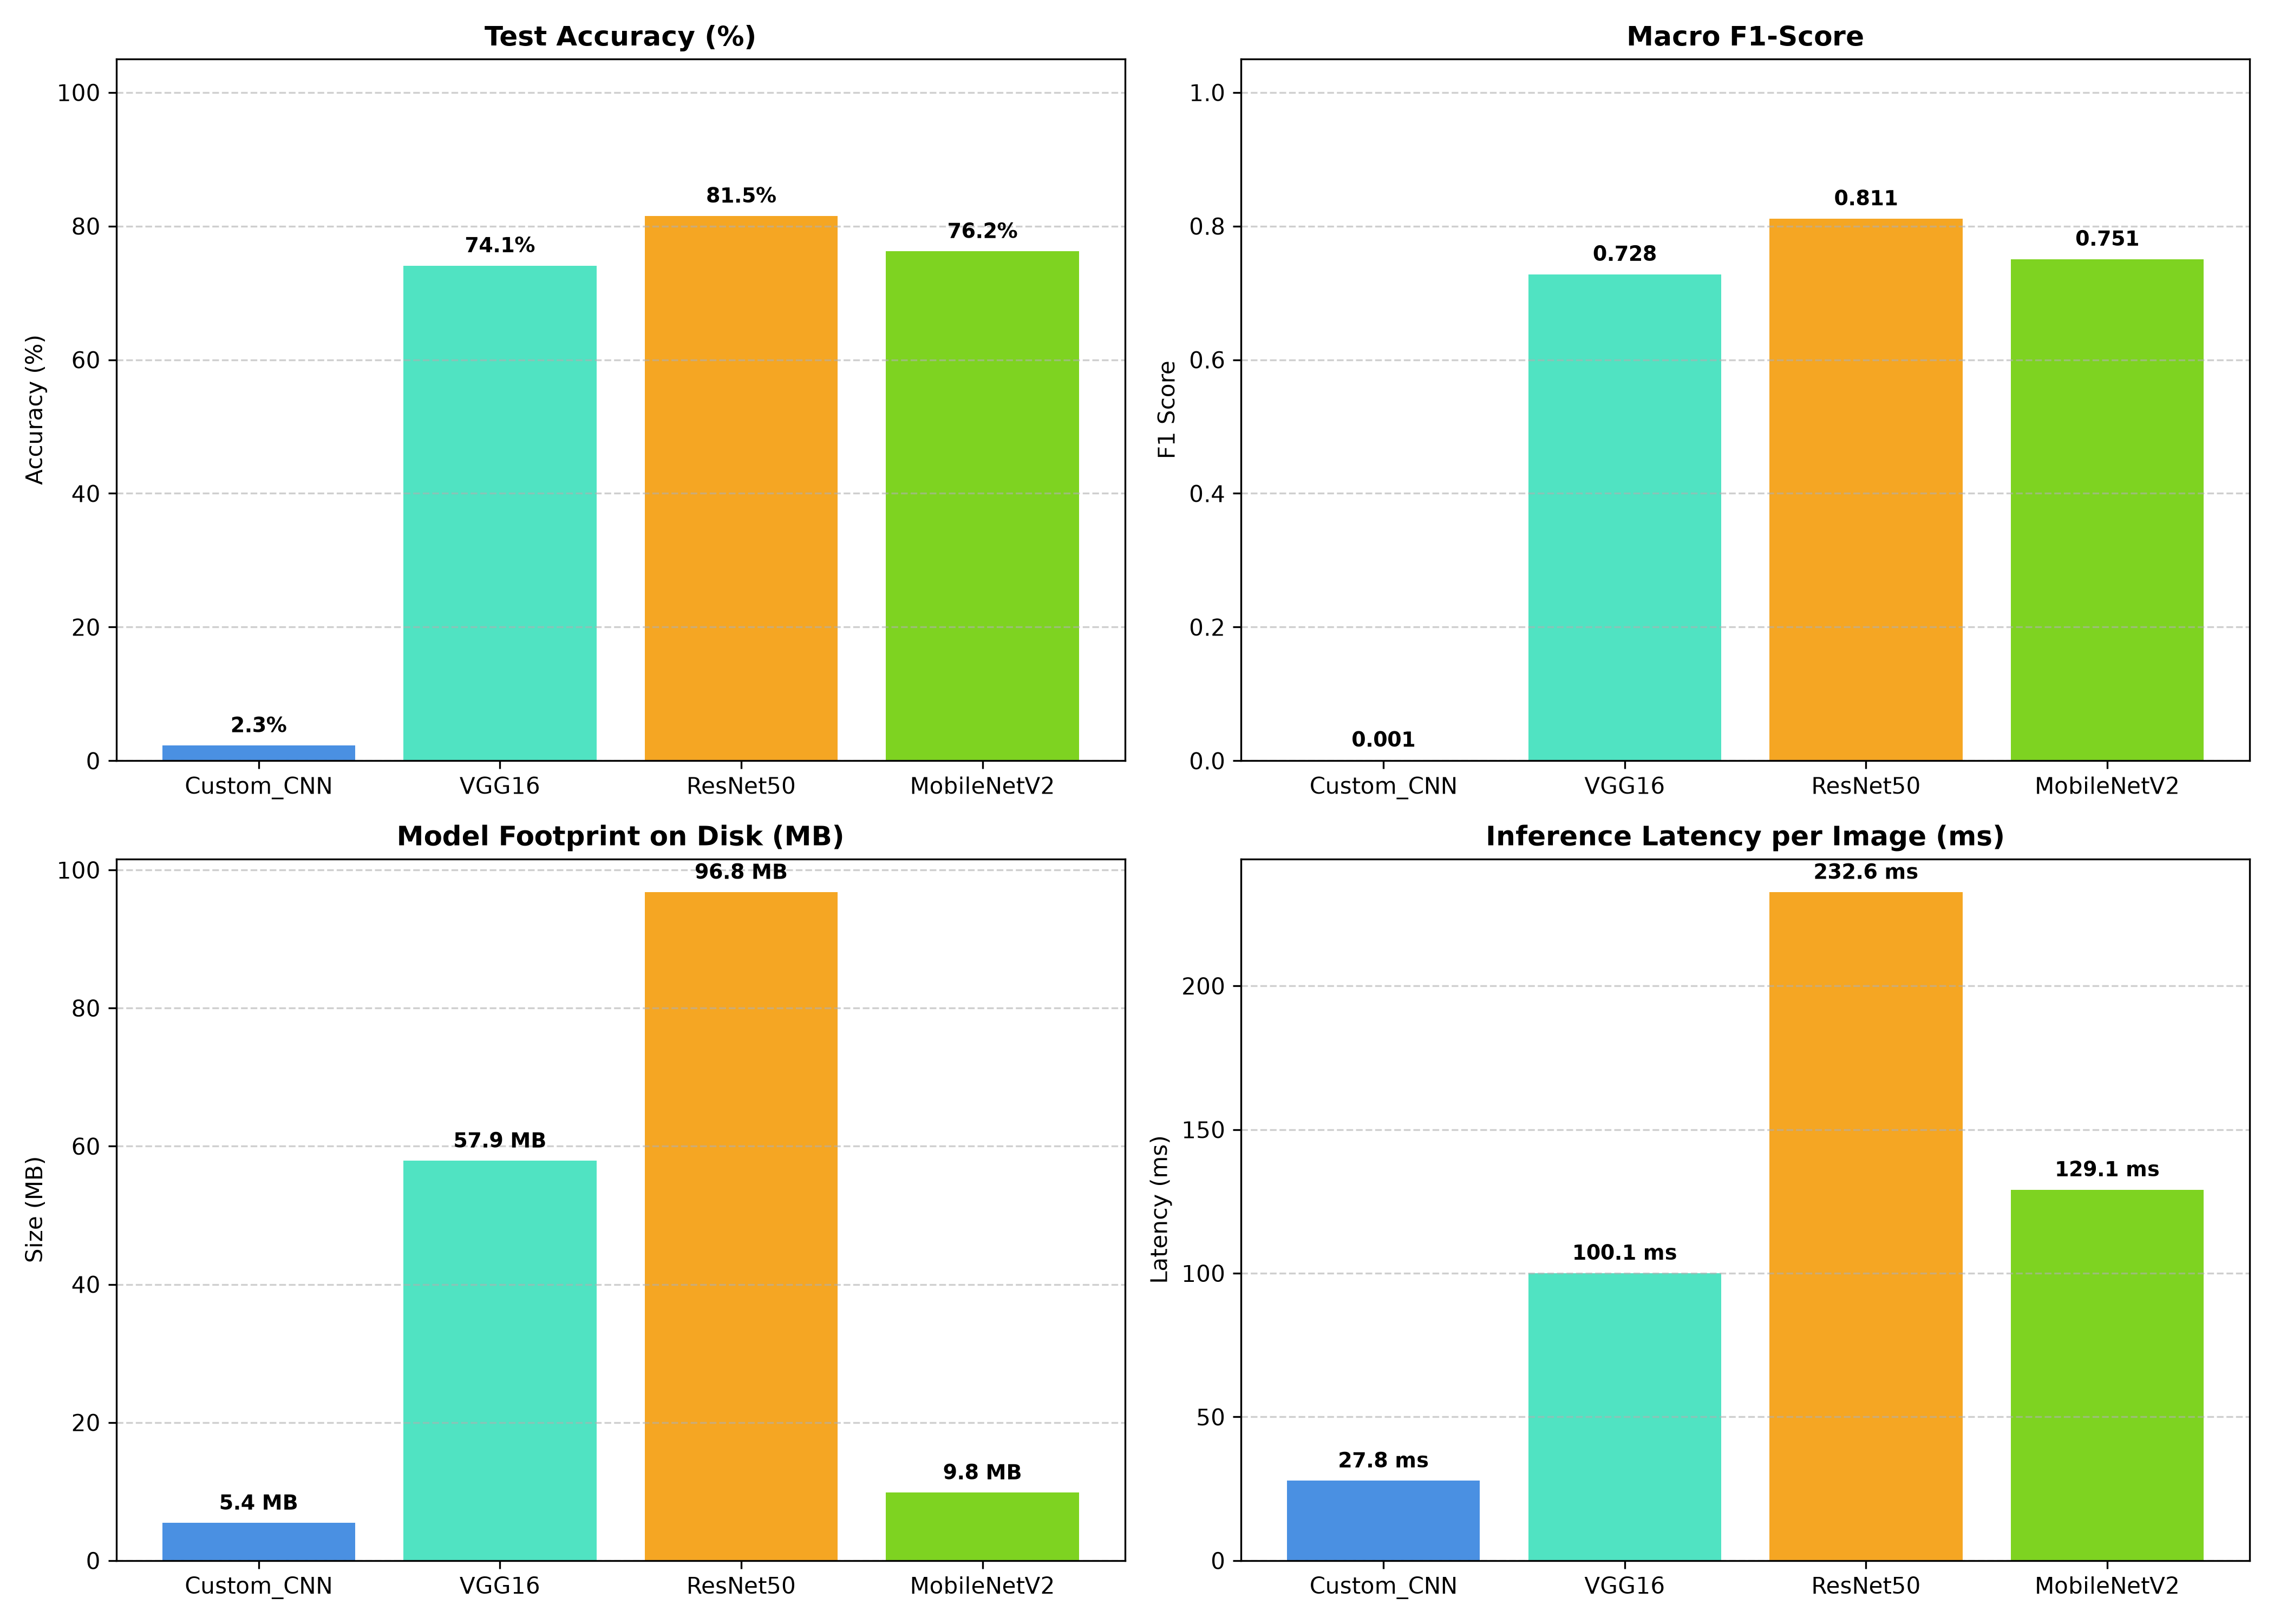 Test Accuracy (%)
Accuracy (%)
100
80
60
40
20
0
2.3%
74.1%
81.5%
76.2%
Custom_CNN
VGG16
ResNet50
MobileNetV2
Macro F1-Score
F1 Score
1.0
0.8
0.6
0.4
0.2
0.0
0.001
0.728
0.811
0.751
Custom_CNN
VGG16
ResNet50
MobileNetV2
Model Footprint on Disk (MB)
Size (MB)
100
80
60
40
20
0
5.4 MB
57.9 MB
96.8 MB
9.8 MB
Custom_CNN
VGG16
ResNet50
MobileNetV2
Inference Latency per Image (ms)
Latency (ms)
200
150
100
50
0
27.8 ms
100.1 ms
232.6 ms
129.1 ms
Custom_CNN
VGG16
ResNet50
MobileNetV2